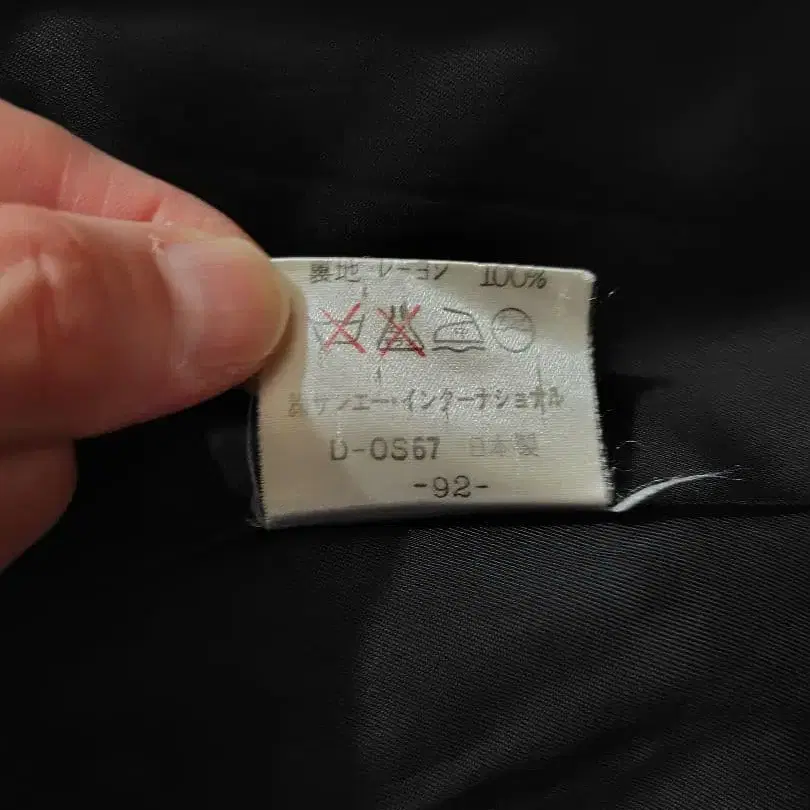 裏地 レーヨン 100%
㈱サンエー・インターナショナル
D-0S67 日本製
-92-